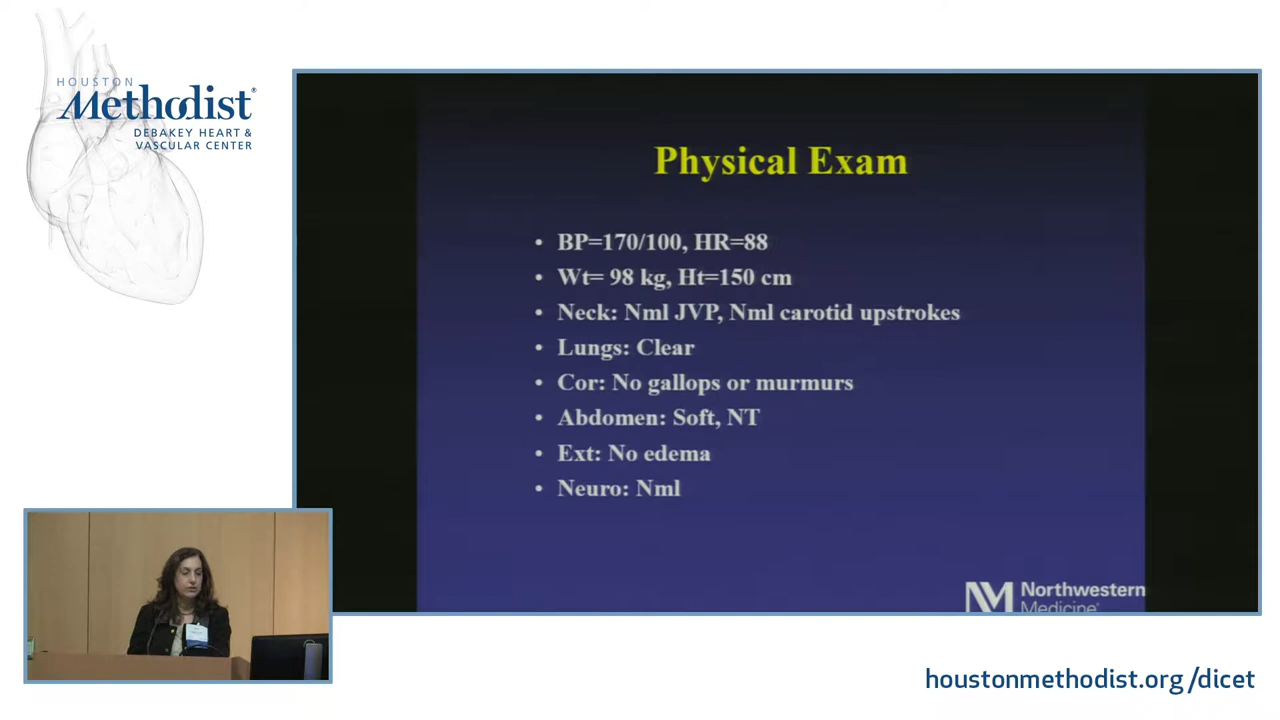 HOUSTON
Methodist®
DEBAKEY HEART &
VASCULAR CENTER
Physical Exam
• BP=170/100, HR=88
• Wt= 98 kg, Ht=150 cm
• Neck: Nml JVP, Nml carotid upstrokes
• Lungs: Clear
• Cor: No gallops or murmurs
• Abdomen: Soft, NT
• Ext: No edema
• Neuro: Nml
NM Northwestern
Medicine®
houstonmethodist.org/dicet